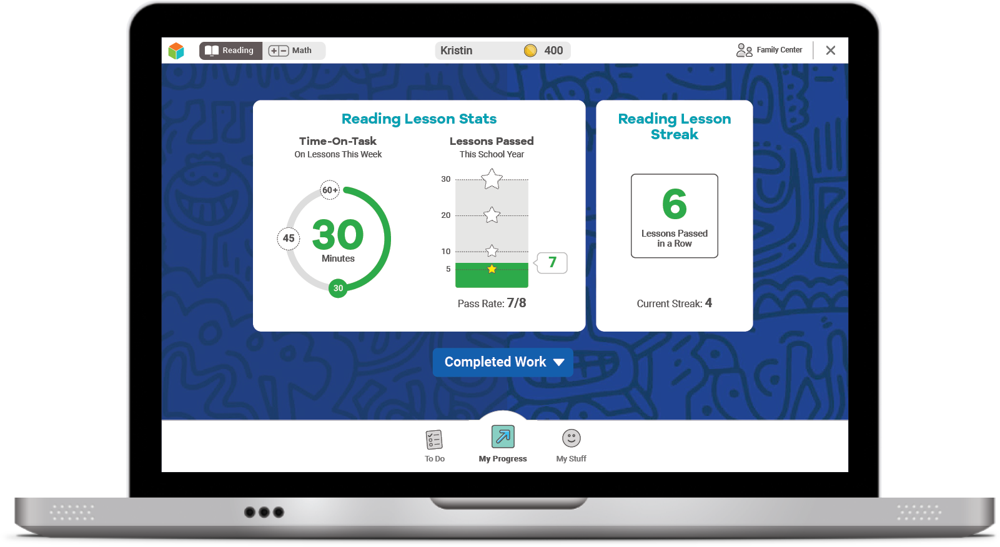 Reading
Math
Kristin
400
Family Center
Reading Lesson Stats
Time-On-Task
On Lessons This Week
60+
45
30
Minutes
30
Lessons Passed
This School Year
30
20
10
5
7
Pass Rate: 7/8
Reading Lesson
Streak
6
Lessons Passed
in a Row
Current Streak: 4
Completed Work
To Do
My Progress
My Stuff